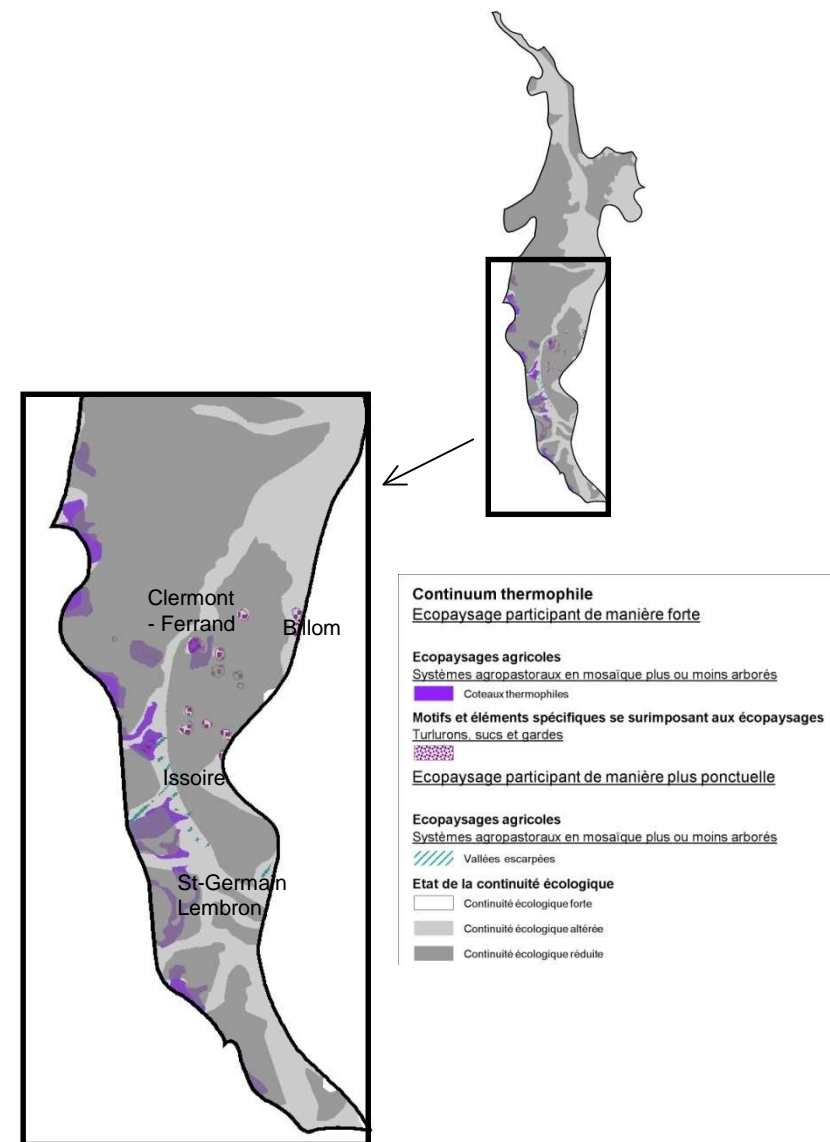 Clermont
- Ferrand
Billom
Issoire
St-Germain
Lembron
Continuum thermophile
Ecopaysage participant de manière forte
Ecopaysages agricoles
Systèmes agropastoraux en mosaïque plus ou moins arborés
Coteaux thermophiles
Motifs et éléments spécifiques se surimposant aux écopaysages
Turlurons, sucs et gardes
Ecopaysage participant de manière plus ponctuelle
Ecopaysages agricoles
Systèmes agropastoraux en mosaïque plus ou moins arborés
Vallées escarpées
Etat de la continuité écologique
Continuité écologique forte
Continuité écologique altérée
Continuité écologique réduite